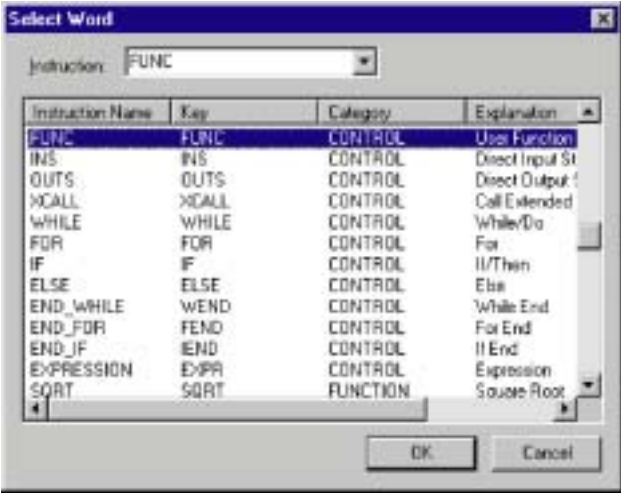 Select Word
Instruction: FUNC
Instruction Name Key Category Explanation
FUNC FUNC CONTROL User Function
INS INS CONTROL Direct Input St
OUTS OUTS CONTROL Direct Output S
XCALL XCALL CONTROL Call Extended
WHILE WHILE CONTROL While/Do
FOR FOR CONTROL For
IF IF CONTROL If/Then
ELSE ELSE CONTROL Else
END_WHILE WEND CONTROL While End
END_FOR FEND CONTROL For End
END_IF IEND CONTROL If End
EXPRESSION EXPR CONTROL Expression
SQRT SQRT FUNCTION Square Root
OK Cancel